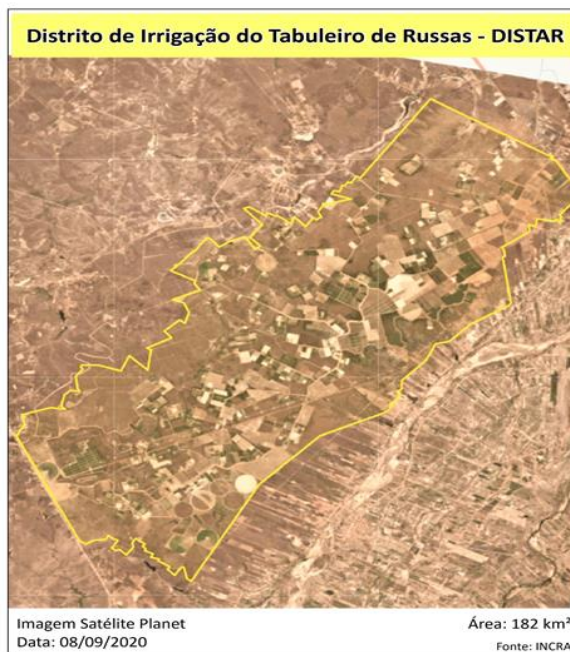 Distrito de Irrigação do Tabuleiro de Russas - DISTAR
Imagem Satélite Planet
Data: 08/09/2020
Área: 182 km²
Fonte: INCRA